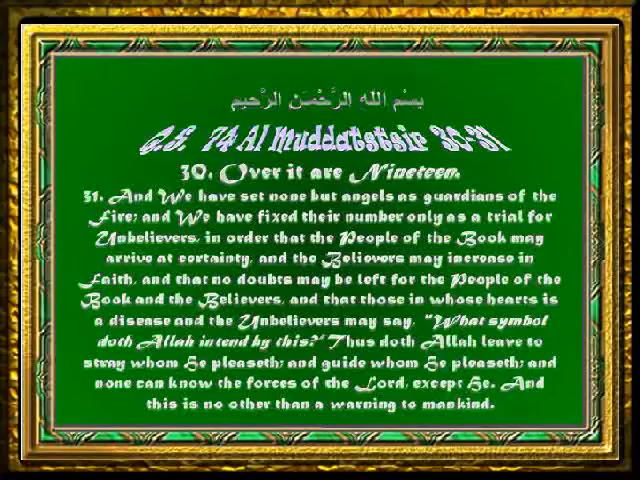 بسْم اللهِ الرَّحْمَـنِ الرَّحيم
Q.S. 74 Al Muddatstsir 30-31
30. Over it are Nineteen.
31. And We have set none but angels as guardians of the
Fire; and We have fixed their number only as a trial for
Unbelievers, in order that the People of the Book may
arrive at certainty, and the Believers may increase in
Faith, and that no doubts may be left for the People of the
Book and the Believers, and that those in whose hearts is
a disease and the Unbelievers may say, "What symbol
doth Allah intend by this?" Thus doth Allah leave to
stray whom He pleaseth; and guide whom He pleaseth; and
none can know the forces of the Lord, except He. And
this is no other than a warning to mankind.